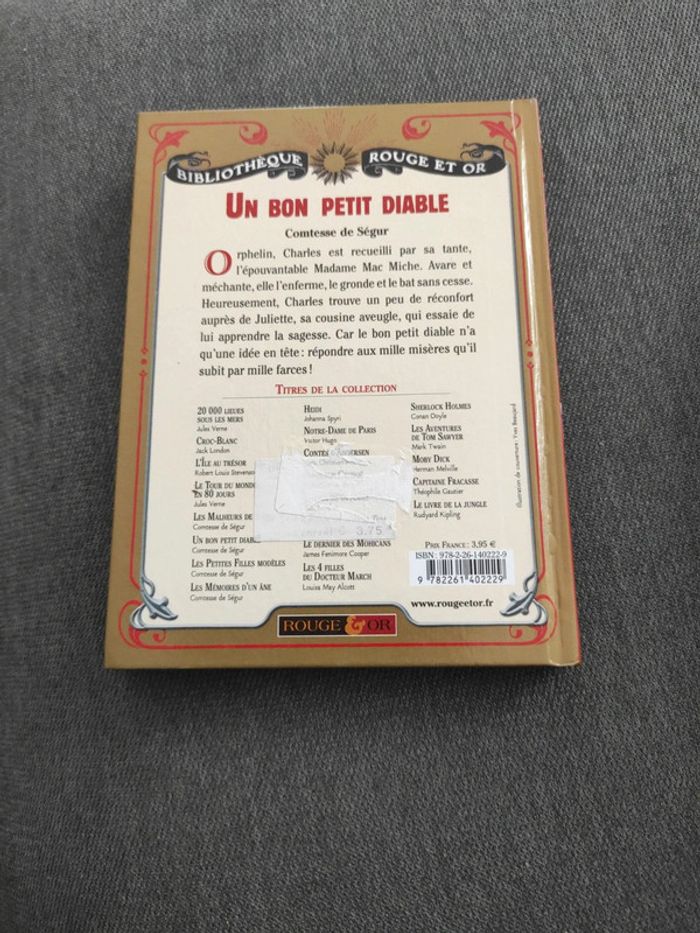 BIBLIOTHÈQUE ROUGE ET OR
UN BON PETIT DIABLE
Comtesse de Ségur
Orphelin, Charles est recueilli par sa tante,
l'épouvantable Madame Mac Miche. Avare et
méchante, elle l'enferme, le gronde et le bat sans cesse.
Heureusement, Charles trouve un peu de réconfort
auprès de Juliette, sa cousine aveugle, qui essaie de
lui apprendre la sagesse. Car le bon petit diable n'a
qu'une idée en tête : répondre aux mille misères qu'il
subit par mille farces !
TITRES DE LA COLLECTION
20 000 LIEUES
SOUS LES MERS
Jules Verne
CROC-BLANC
Jack London
L'ÎLE AU TRÉSOR
Robert Louis Stevenson
LE TOUR DU MONDE
EN 80 JOURS
Jules Verne
LES MALHEURS DE
Comtesse de Ségur
UN BON PETIT DIABLE
Comtesse de Ségur
LES PETITES FILLES MODÈLES
Comtesse de Ségur
LES MÉMOIRES D'UN ÂNE
Comtesse de Ségur
HEIDI
Johanna Spyri
NOTRE-DAME DE PARIS
Victor Hugo
CONTES D'ANDERSEN
3.75
LE DERNIER DES MOHICANS
James Fenimore Cooper
LES 4 FILLES
DU DOCTEUR MARCH
Louisa May Alcott
SHERLOCK HOLMES
Conan Doyle
LES AVENTURES
DE TOM SAWYER
Mark Twain
MOBY DICK
Herman Melville
CAPITAINE FRACASSE
Théophile Gautier
LE LIVRE DE LA JUNGLE
Rudyard Kipling
Illustration de couverture : Yves Beaujard
PRIX FRANCE : 3,95 €
ISBN : 978-2-26-140222-9
9 782261 402229
www.rougeetor.fr
ROUGE & OR